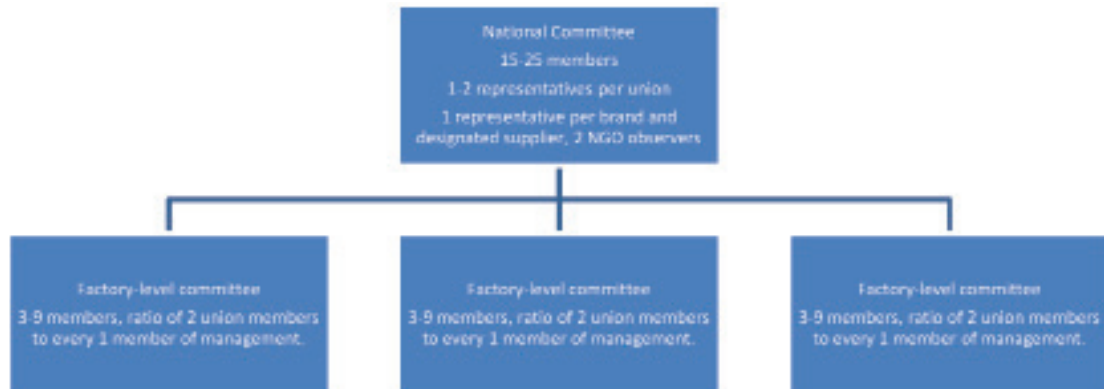 National Committee
15-25 members
1-2 representatives per union
1 representative per brand and
designated supplier, 2 NGO observers
Factory-level committee
3-9 members, ratio of 2 union members
to every 1 member of management.
Factory-level committee
3-9 members, ratio of 2 union members
to every 1 member of management.
Factory-level committee
3-9 members, ratio of 2 union members
to every 1 member of management.